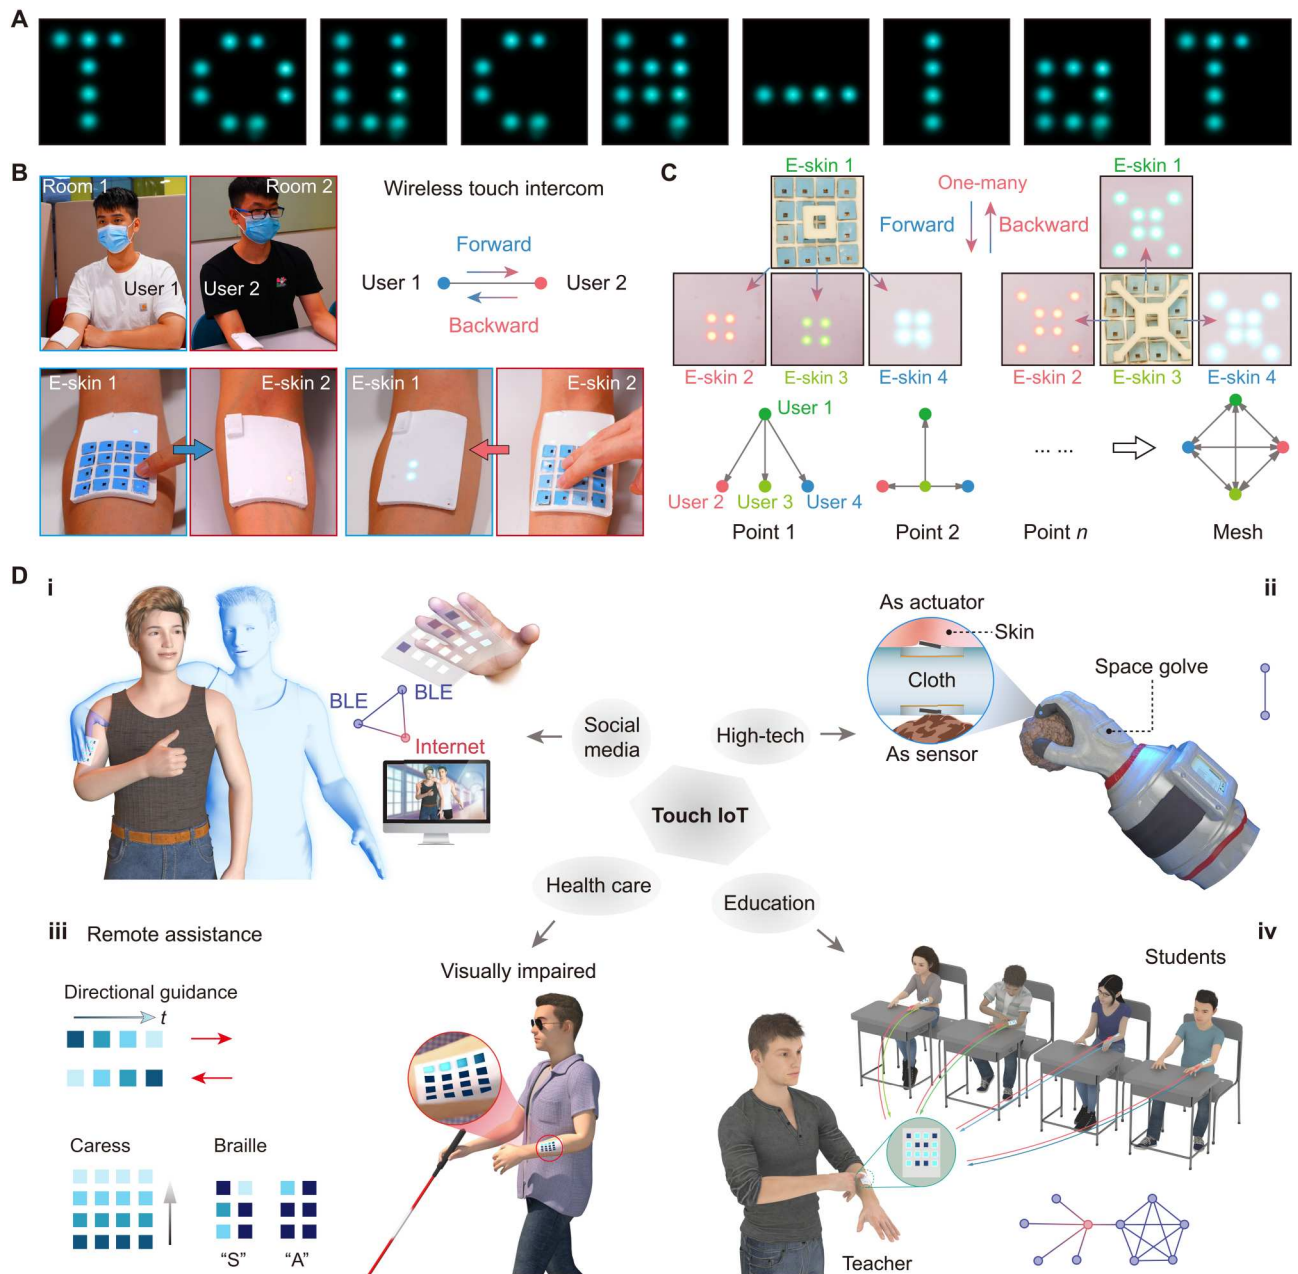 A
T O U C H _ I o T
B
Room 1
Room 2
User 1
User 2
Wireless touch intercom
Forward
User 1
User 2
Backward
E-skin 1
E-skin 2
E-skin 1
E-skin 2
C
E-skin 1
One-many
Forward
Backward
E-skin 1
E-skin 2
E-skin 3
E-skin 4
E-skin 2
E-skin 3
E-skin 4
User 1
User 2
User 3
User 4
... ...
Point 1
Point 2
Point n
Mesh
D
i
BLE
BLE
Internet
Social
media
High-tech
Touch IoT
Health care
Education
ii
As actuator
Skin
Cloth
As sensor
Space golve
iii
Remote assistance
Directional guidance
t
Caress
Braille
“S”
“A”
Visually impaired
iv
Students
Teacher